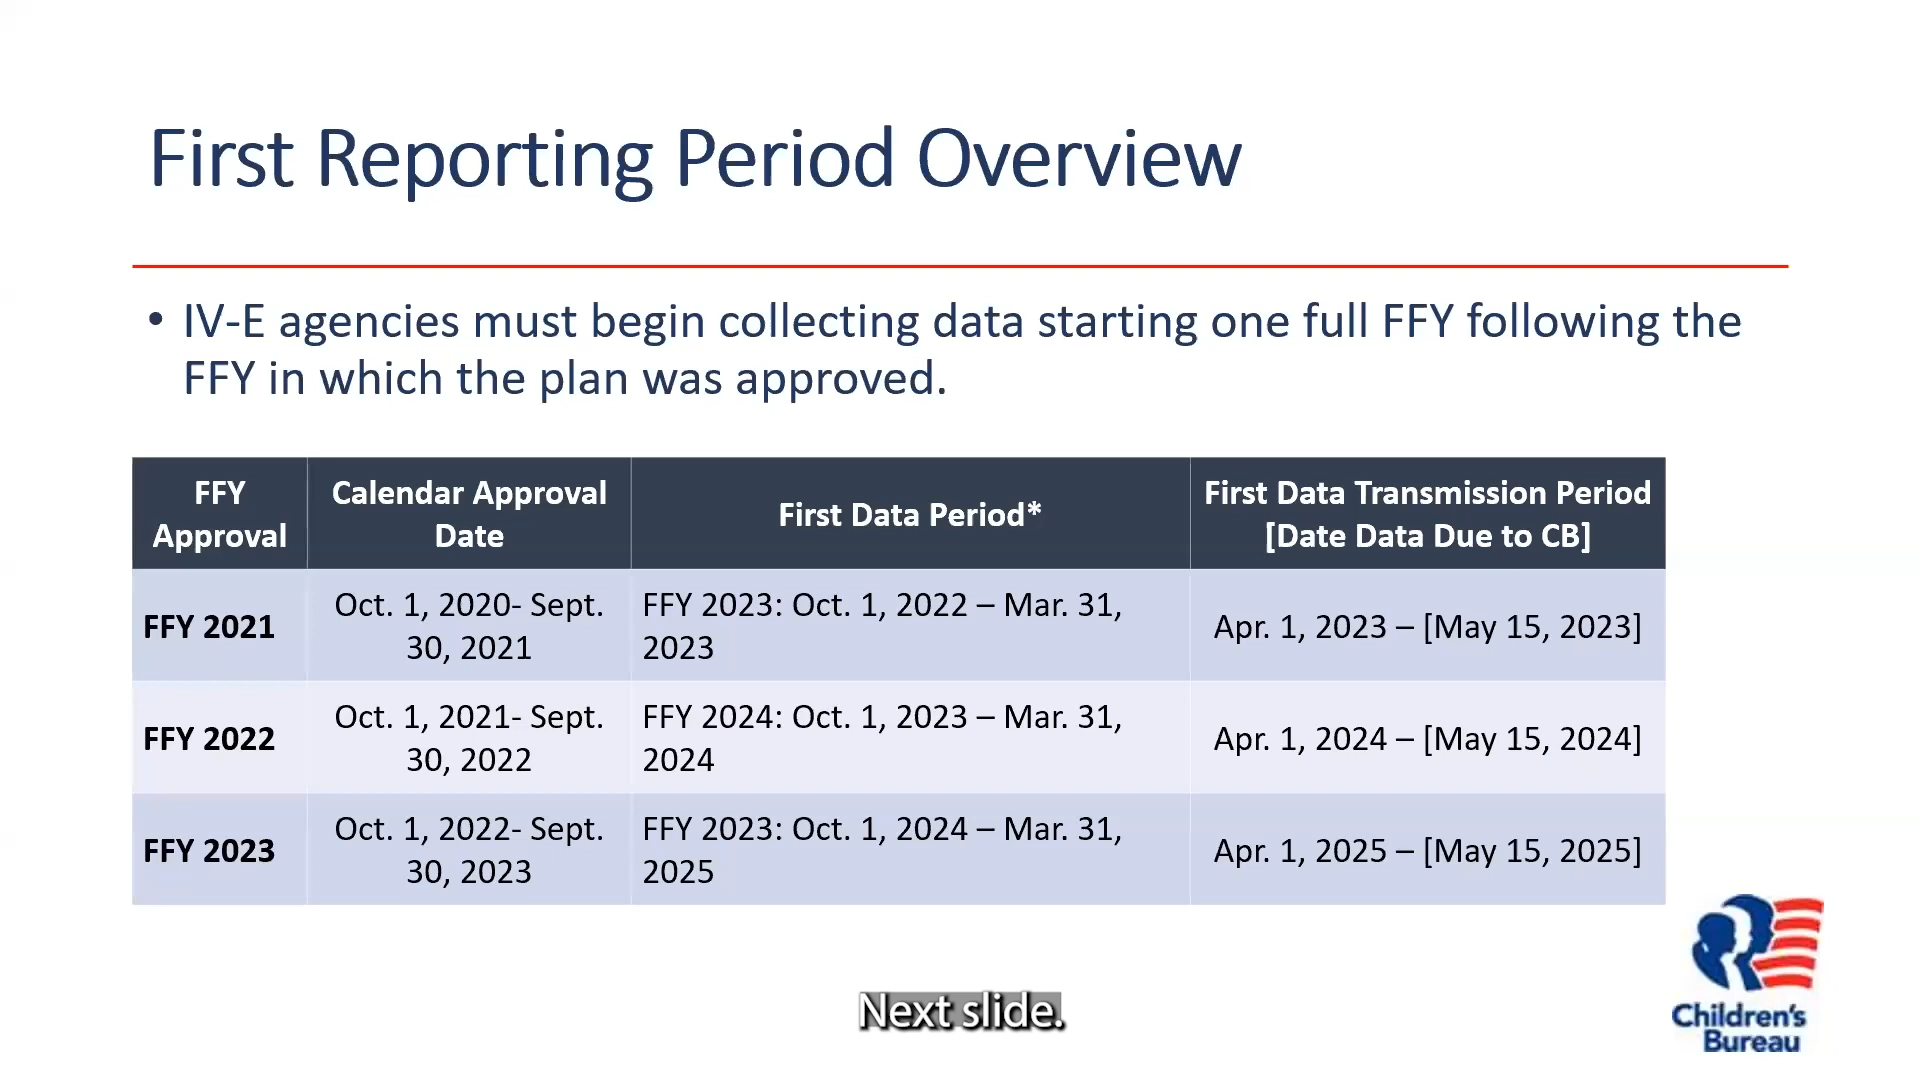 First Reporting Period Overview
• IV-E agencies must begin collecting data starting one full FFY following the
FFY in which the plan was approved.
FFY
Approval
Calendar Approval
Date
First Data Period*
First Data Transmission Period
[Date Data Due to CB]
FFY 2021
Oct. 1, 2020- Sept.
30, 2021
FFY 2023: Oct. 1, 2022 – Mar. 31,
2023
Apr. 1, 2023 – [May 15, 2023]
FFY 2022
Oct. 1, 2021- Sept.
30, 2022
FFY 2024: Oct. 1, 2023 – Mar. 31,
2024
Apr. 1, 2024 – [May 15, 2024]
FFY 2023
Oct. 1, 2022- Sept.
30, 2023
FFY 2023: Oct. 1, 2024 – Mar. 31,
2025
Apr. 1, 2025 – [May 15, 2025]
Next slide.
Children's
Bureau